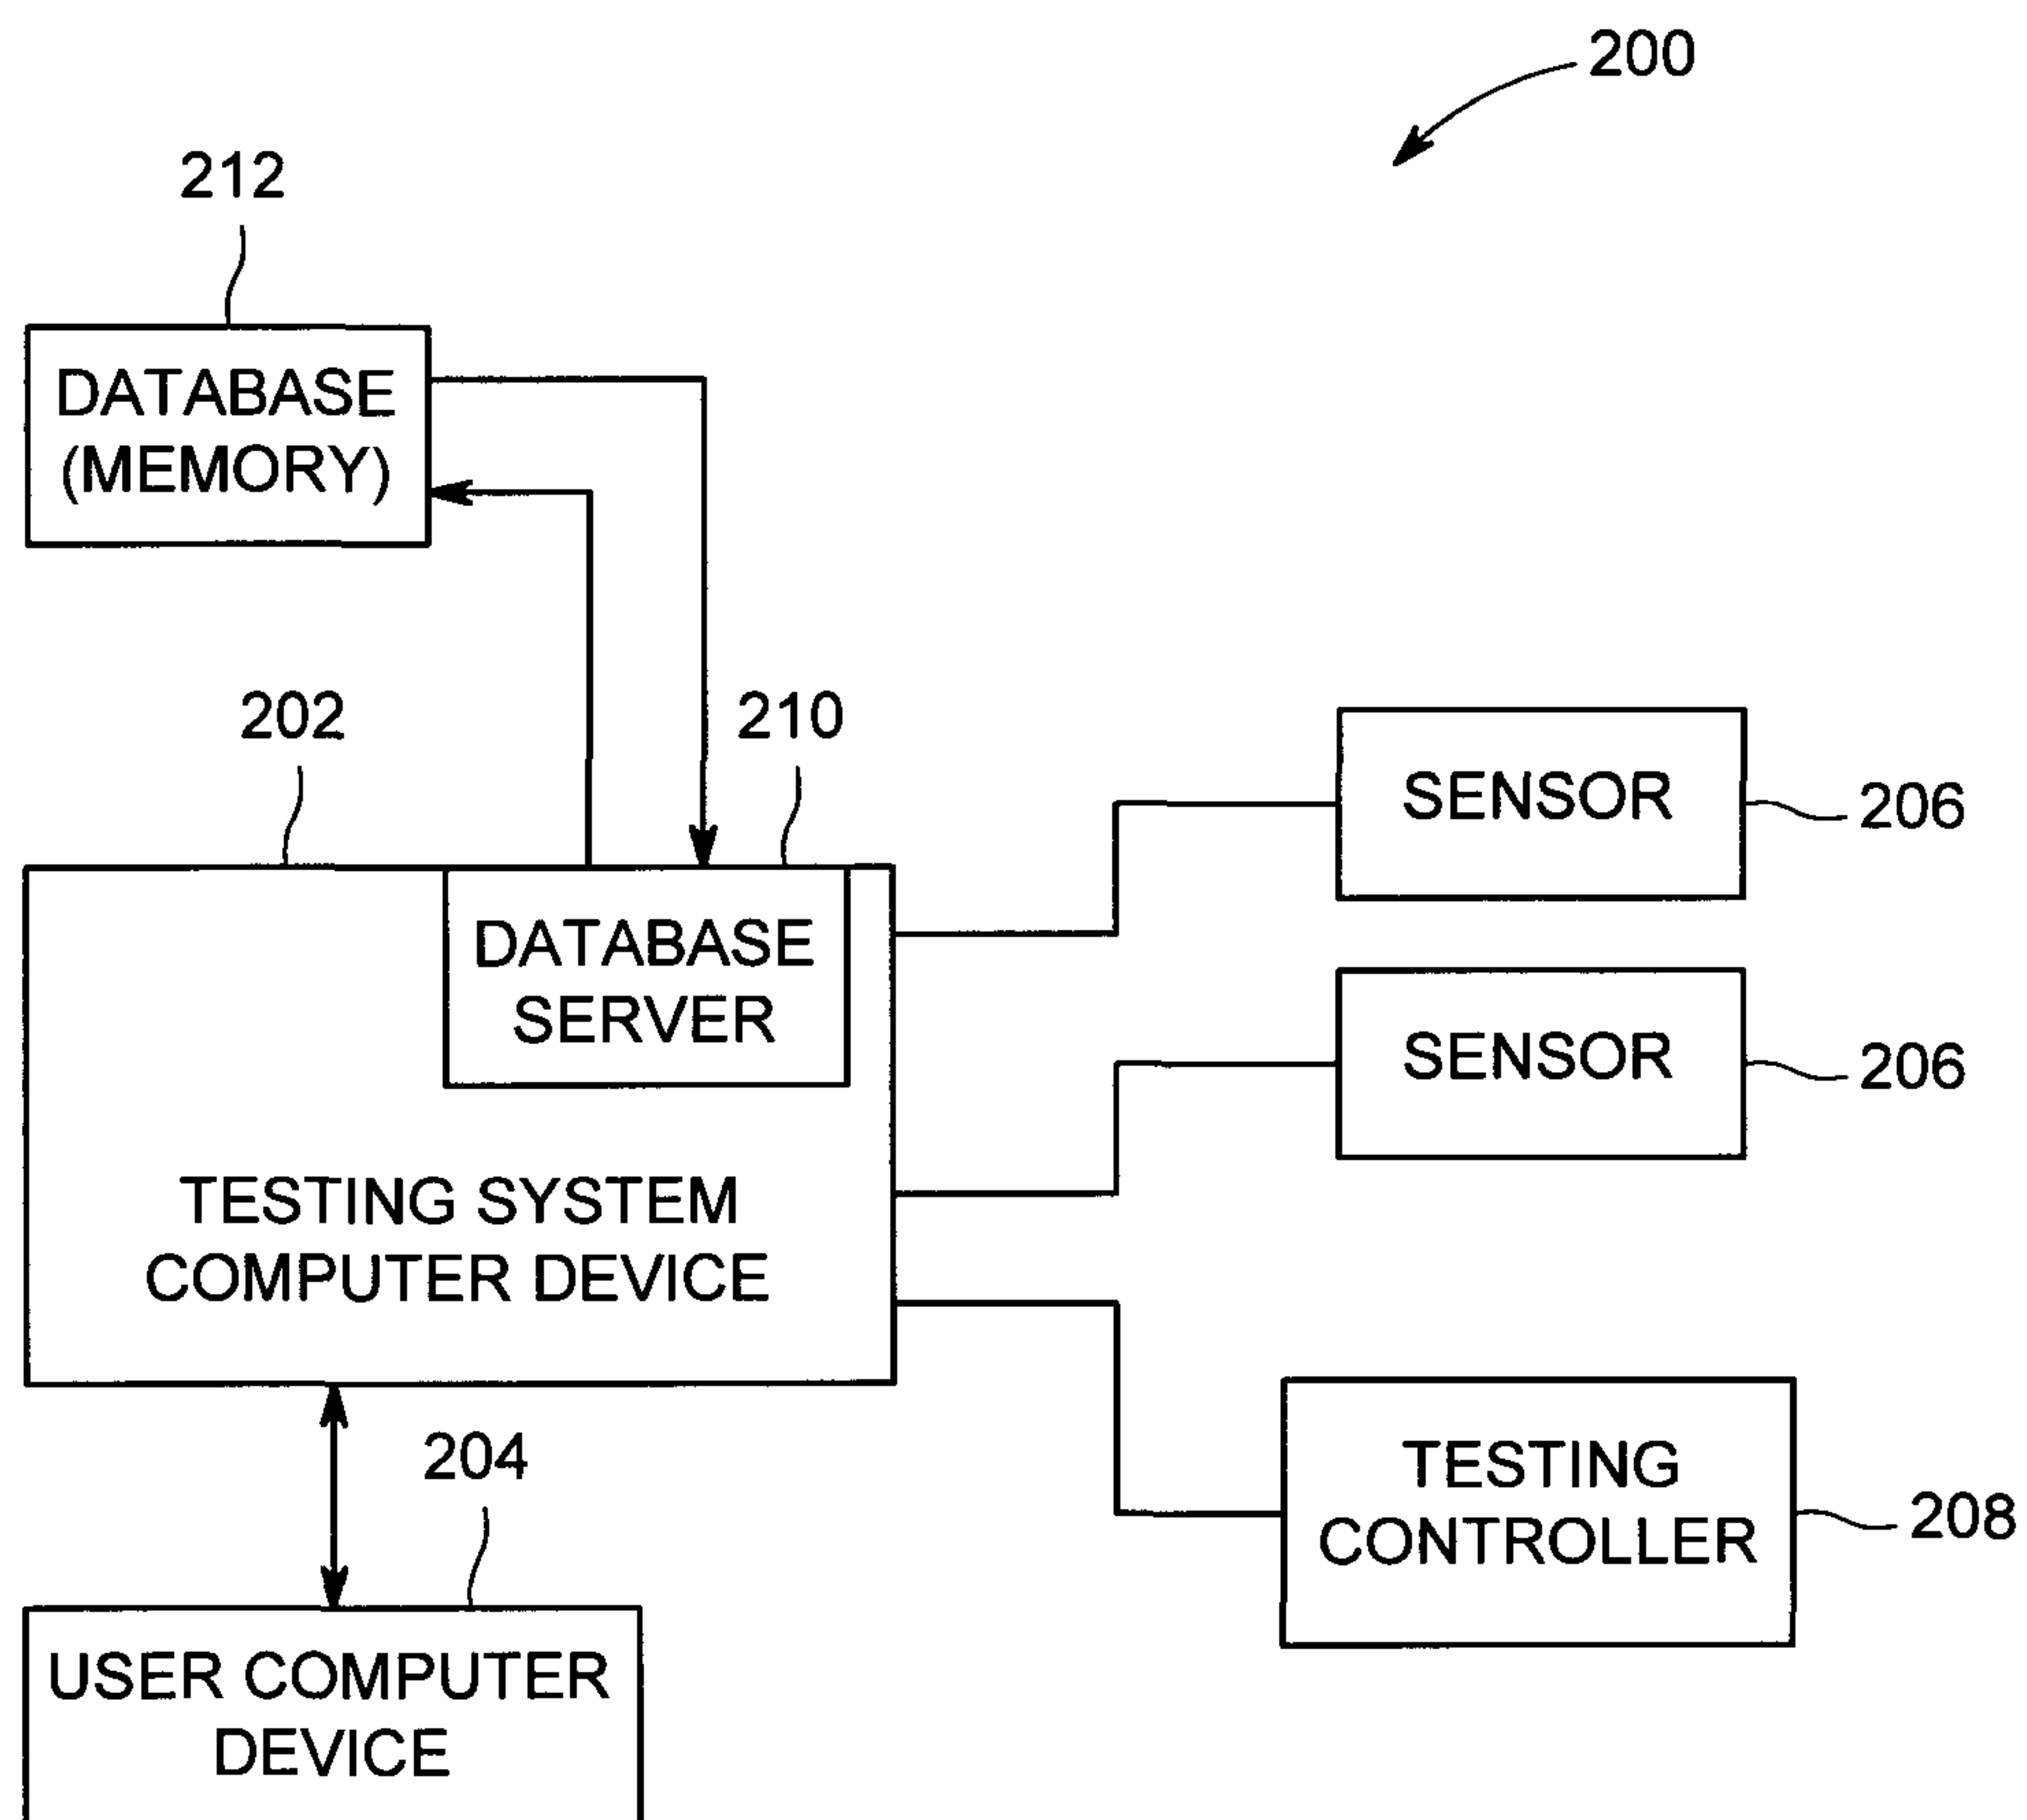 200
212
DATABASE
(MEMORY)
202
210
SENSOR
206
DATABASE
SERVER
SENSOR
206
TESTING SYSTEM
COMPUTER DEVICE
204
TESTING
CONTROLLER
208
USER COMPUTER
DEVICE